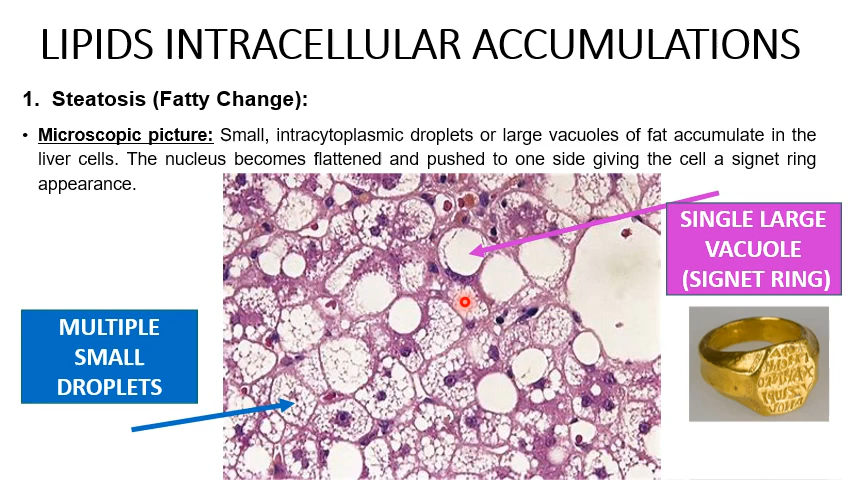 LIPIDS INTRACELLULAR ACCUMULATIONS
1. Steatosis (Fatty Change):
• Microscopic picture: Small, intracytoplasmic droplets or large vacuoles of fat accumulate in the
liver cells. The nucleus becomes flattened and pushed to one side giving the cell a signet ring
appearance.
SINGLE LARGE
VACUOLE
(SIGNET RING)
MULTIPLE
SMALL
DROPLETS